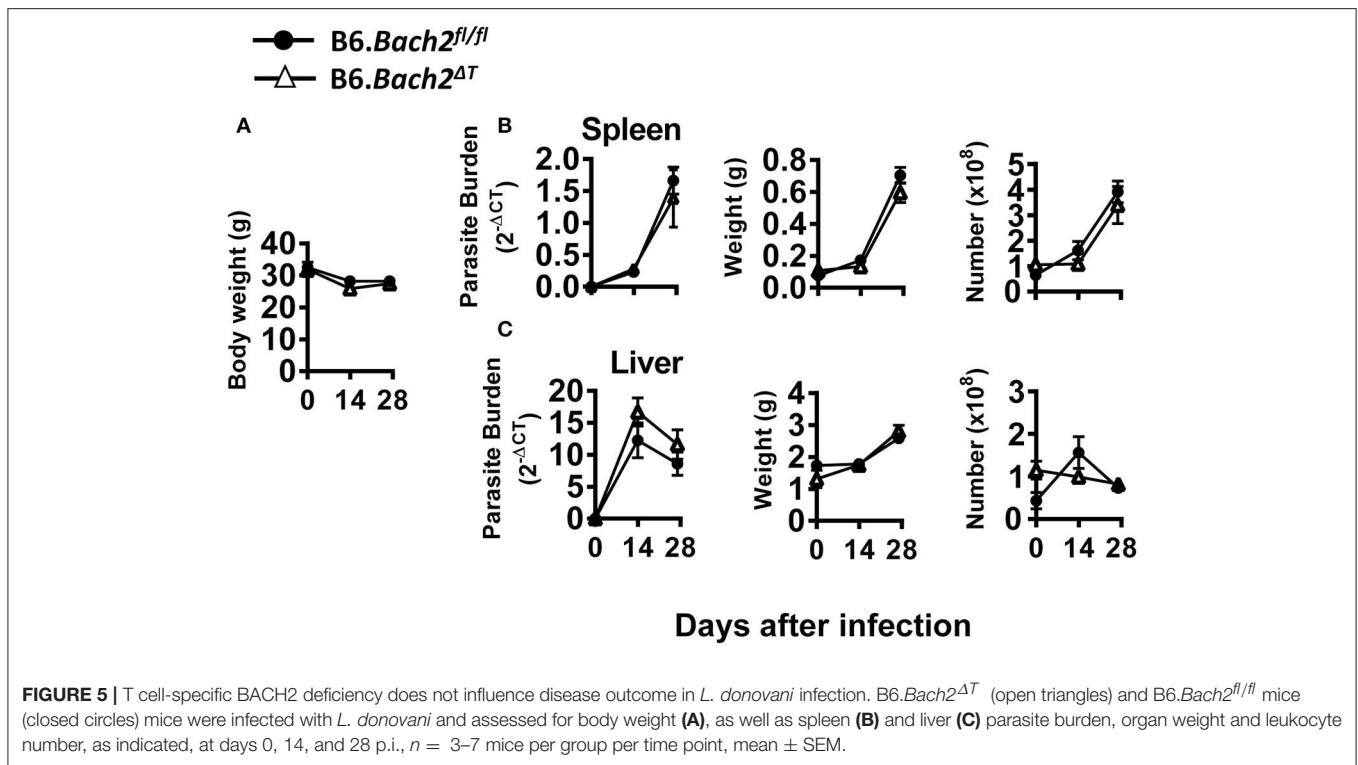 B6.Bach2fl/fl
B6.Bach2ΔT
A
Body weight (g)
40
30
20
10
0
0 14 28
B
Spleen
Parasite Burden
(2-ΔCT)
2.0
1.5
1.0
0.5
0.0
Weight (g)
0.8
0.6
0.4
0.2
0.0
Number (x10⁸)
5
4
3
2
1
0
C
Liver
Parasite Burden
(2-ΔCT)
20
15
10
5
0
0 14 28
Weight (g)
4
3
2
1
0
0 14 28
Number (x10⁸)
3
2
1
0
0 14 28
Days after infection
FIGURE 5 | T cell-specific BACH2 deficiency does not influence disease outcome in L. donovani infection. B6.Bach2ΔT (open triangles) and B6.Bach2fl/fl mice
(closed circles) mice were infected with L. donovani and assessed for body weight (A), as well as spleen (B) and liver (C) parasite burden, organ weight and leukocyte
number, as indicated, at days 0, 14, and 28 p.i., n = 3–7 mice per group per time point, mean ± SEM.